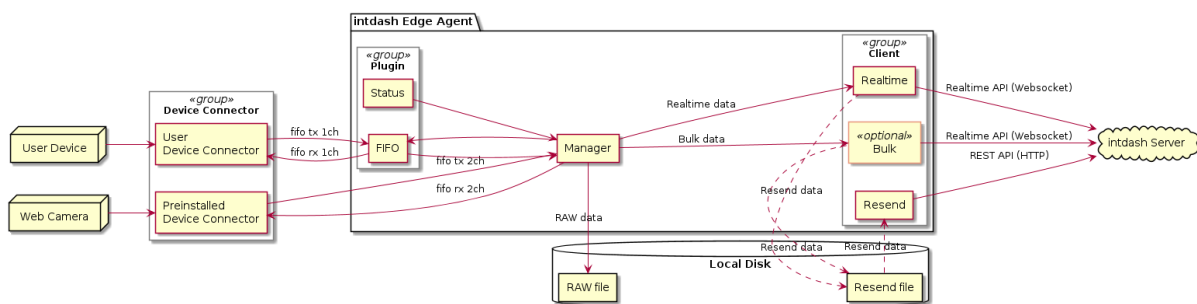 intdash Edge Agent
«group»
Plugin
Status
FIFO
«group»
Client
Realtime
«optional»
Bulk
Resend
«group»
Device Connector
User
Device Connector
Preinstalled
Device Connector
User Device
Web Camera
Manager
intdash Server
Local Disk
RAW file
Resend file
fifo tx 1ch
fifo rx 1ch
fifo tx 2ch
fifo rx 2ch
Realtime data
Bulk data
RAW data
Resend data
Resend data
Resend data
Realtime API (Websocket)
Realtime API (Websocket)
REST API (HTTP)